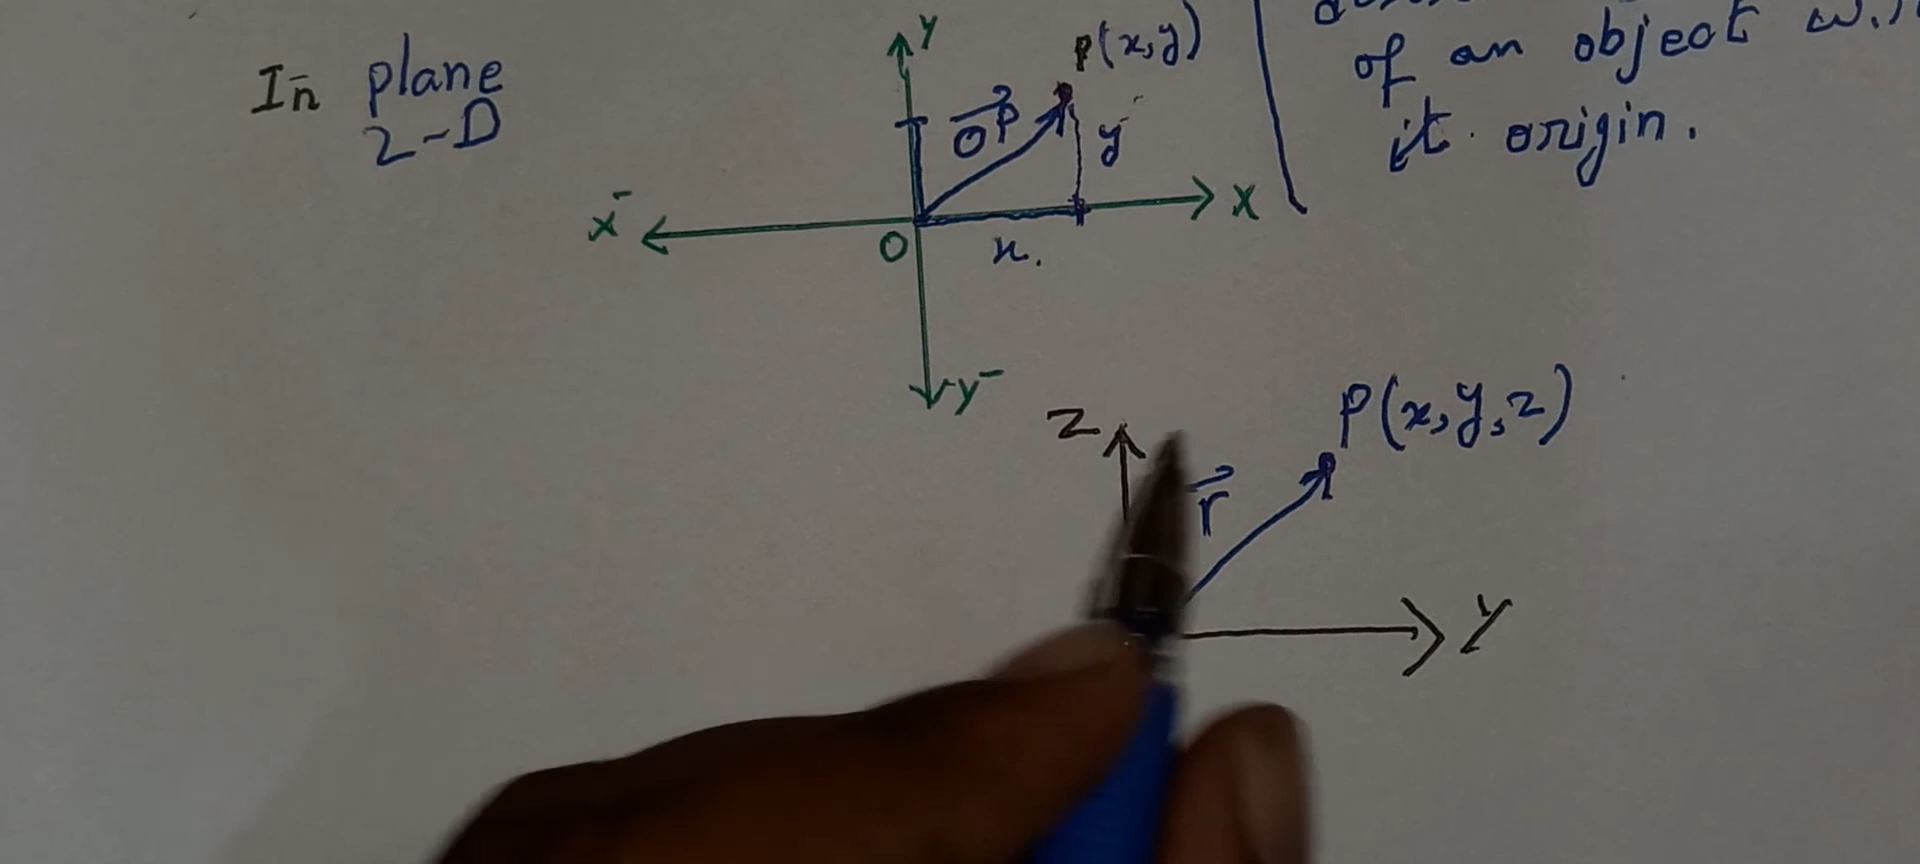 In plane
2-D
Y
P(x,y)
OP
y
X⁻
X
O
x.
Y⁻
of an object w.r
it origin.
Z
P(x,y,z)
r
Y